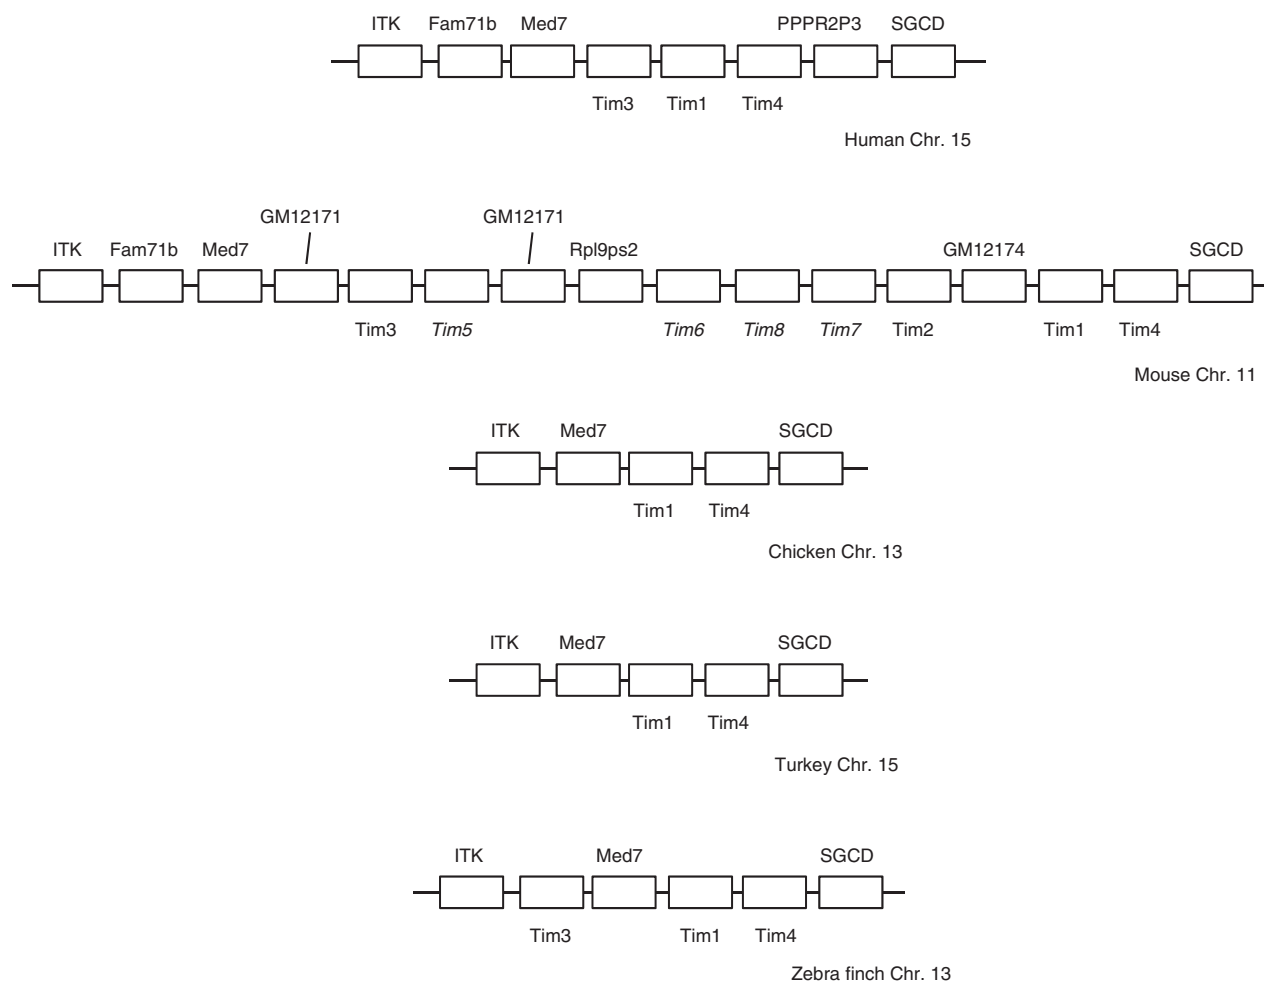 ITK Fam71b Med7 PPPR2P3 SGCD
Tim3 Tim1 Tim4
Human Chr. 15
GM12171 GM12171
ITK Fam71b Med7 Rpl9ps2 GM12174 SGCD
Tim3 Tim5 Tim6 Tim8 Tim7 Tim2 Tim1 Tim4
Mouse Chr. 11
ITK Med7 SGCD
Tim1 Tim4
Chicken Chr. 13
ITK Med7 SGCD
Tim1 Tim4
Turkey Chr. 15
ITK Med7 SGCD
Tim3 Tim1 Tim4
Zebra finch Chr. 13